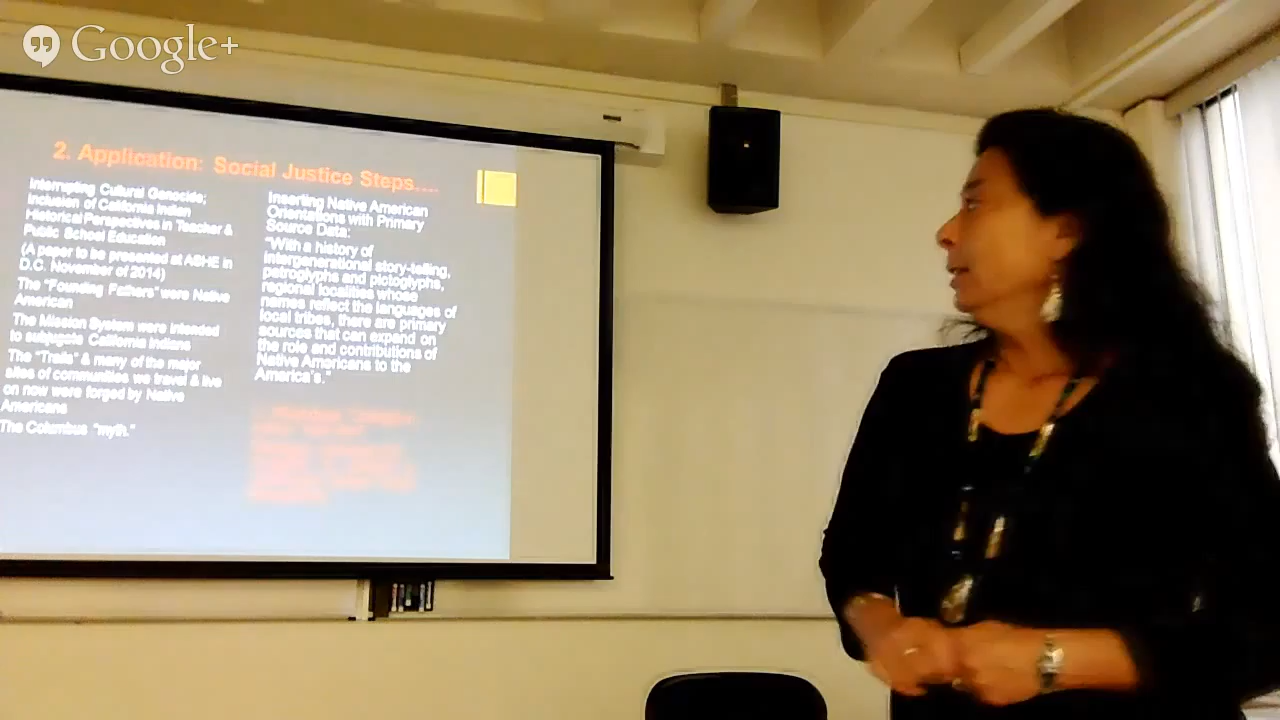 Google+
2. Application: Social Justice Steps....
Interrupting Cultural Genocide;
Inclusion of California Indian
Historical Perspectives in Teacher &
Public School Education
(A paper to be presented at ABHE in
D.C. November of 2014)
The "Founding Fathers" were Native
American
The Mission System were intended
to subjugate California Indians
The "Trails" & many of the major
sites of communities we travel & live
on now were forged by Native
Americans
The Columbus "myth."
Inserting Native American
Orientations with Primary
Source Data:
"With a history of
intergenerational story-telling,
petroglyphs and pictoglyphs,
regional localities whose
names reflect the languages of
local tribes, there are primary
sources that can expand on
the role and contributions of
Native Americans to the
America's."